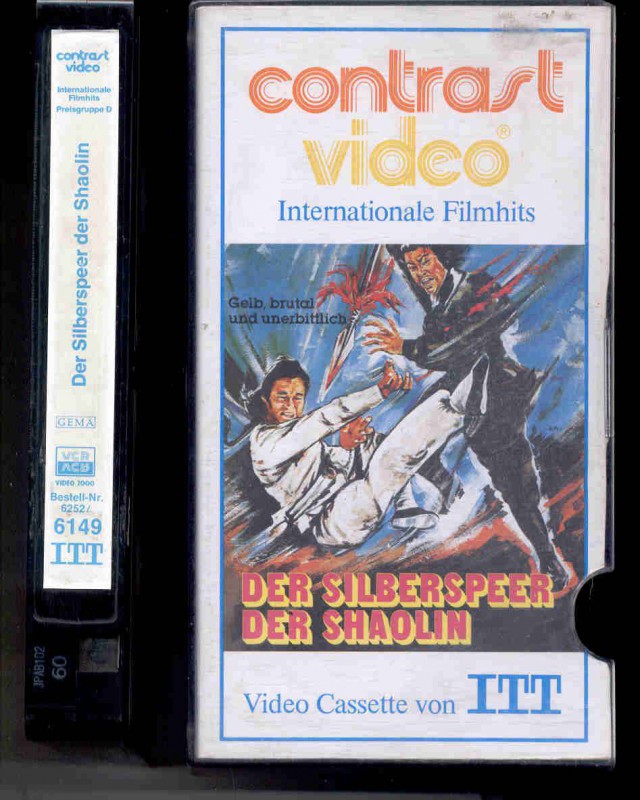 contrast
video
Internationale
Filmhits
Preisgruppe D
Der Silberspeer der Shaolin
GEMA
VCR
VIDEO 2000
Bestell-Nr.
6252/
6149
ITT
JPAB102
60
contrast
video®
Internationale Filmhits
Gelb, brutal
und unerbittlich
DER SILBERSPEER
DER SHAOLIN
Video Cassette von ITT